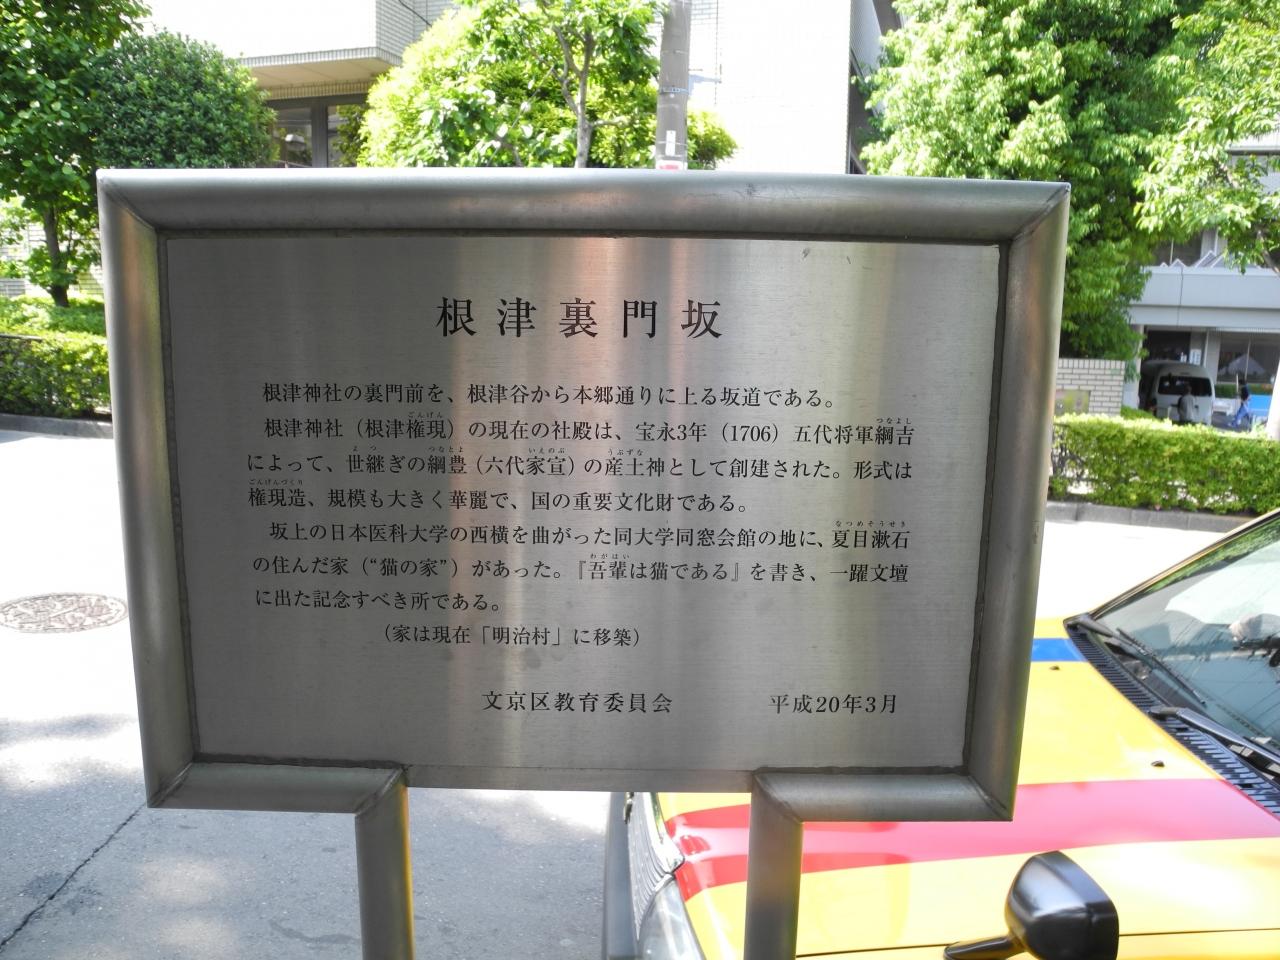 根津裏門坂
根津神社の裏門前を、根津谷から本郷通りに上る坂道である。
根津神社（根津権現）の現在の社殿は、宝永3年（1706）五代将軍綱吉
によって、世継ぎの綱豊（六代家宣）の産土神として創建された。形式は
権現造、規模も大きく華麗で、国の重要文化財である。
坂上の日本医科大学の西横を曲がった同大学同窓会館の地に、夏目漱石
の住んだ家（“猫の家”）があった。『吾輩は猫である』を書き、一躍文壇
に出た記念すべき所である。
（家は現在「明治村」に移築）
文京区教育委員会　平成20年3月